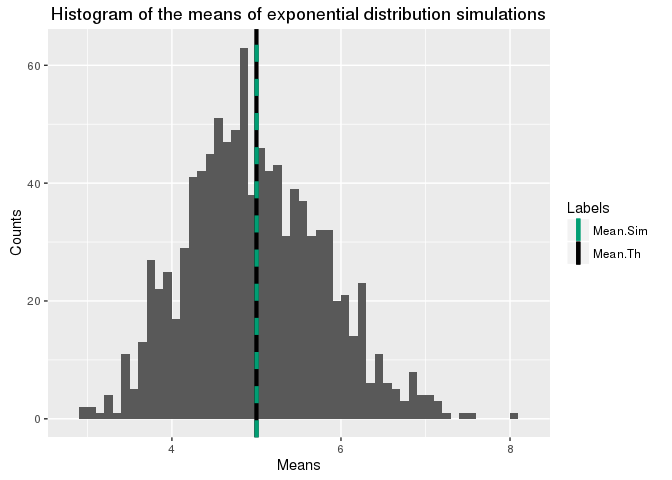 Histogram of the means of exponential distribution simulations
60
40
20
0
Counts
4
6
8
Means
Labels
Mean.Sim
Mean.Th